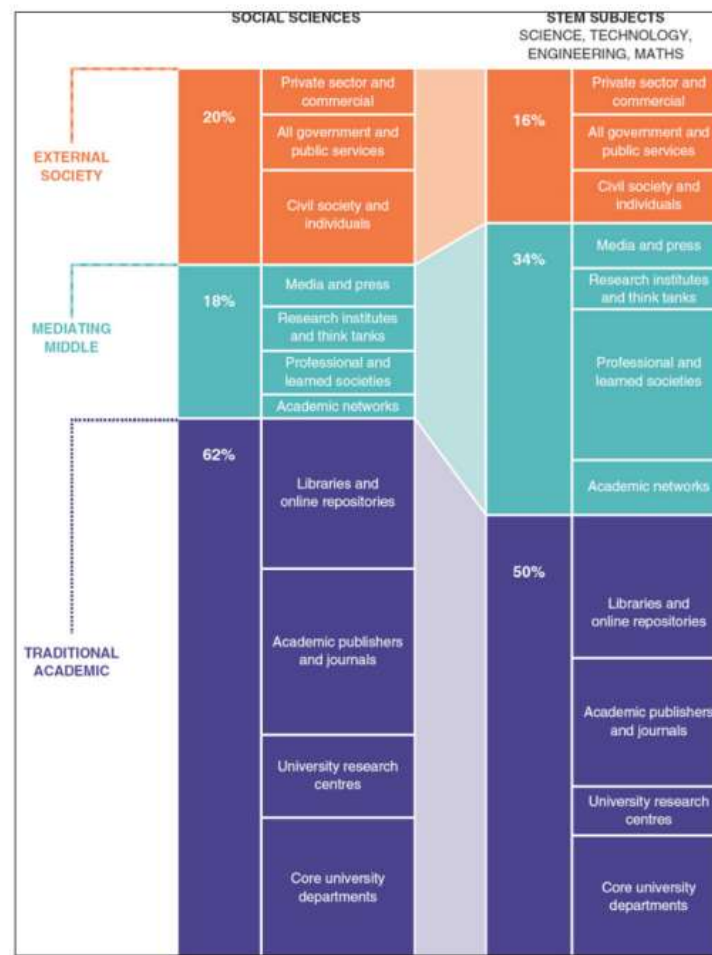 SOCIAL SCIENCES
STEM SUBJECTS
SCIENCE, TECHNOLOGY,
ENGINEERING, MATHS
EXTERNAL
SOCIETY
20%
Private sector and
commercial
All government and
public services
Civil society and
individuals
16%
Private sector and
commercial
All government and
public services
Civil society and
individuals
MEDIATING
MIDDLE
18%
Media and press
Research institutes
and think tanks
Professional and
learned societies
Academic networks
34%
Media and press
Research institutes
and think tanks
Professional and
learned societies
Academic networks
TRADITIONAL
ACADEMIC
62%
Libraries and
online repositories
Academic publishers
and journals
University research
centres
Core university
departments
50%
Libraries and
online repositories
Academic publishers
and journals
University research
centres
Core university
departments